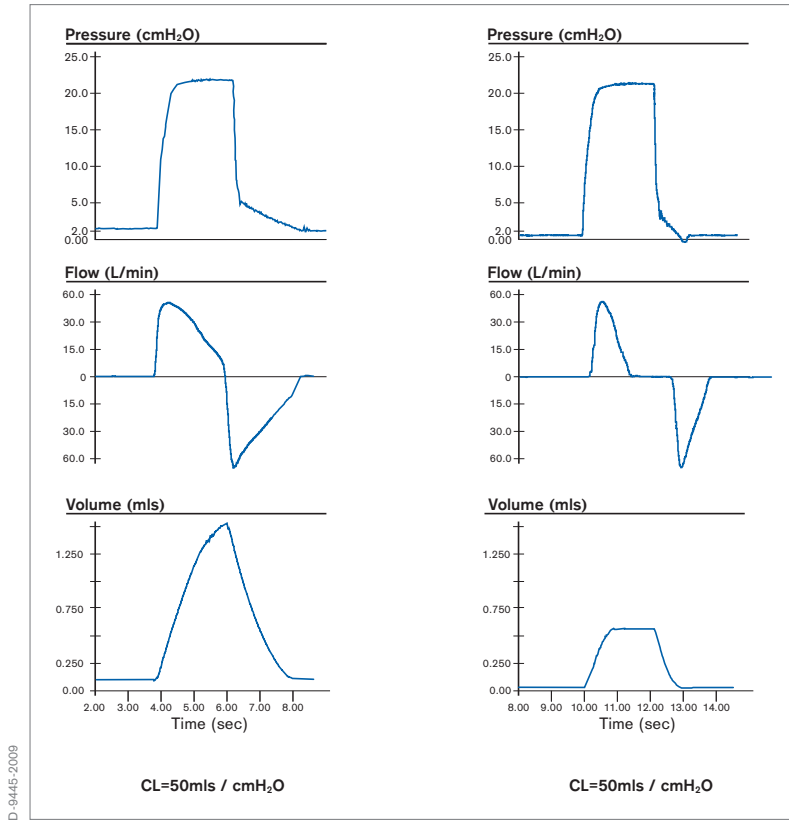 Pressure (cmH₂O)
25.0
20.0
15.0
10.0
5.0
2.0
0.00
Flow (L/min)
60.0
30.0
15.0
0
15.0
30.0
60.0
Volume (mls)
1.250
0.750
0.250
0.00
2.00 3.00 4.00 5.00 6.00 7.00 8.00
Time (sec)
CL=50mls / cmH₂O
Pressure (cmH₂O)
25.0
20.0
15.0
10.0
5.0
2.0
0.00
Flow (L/min)
60.0
30.0
15.0
0
15.0
30.0
60.0
Volume (mls)
1.250
0.750
0.250
0.00
8.00 9.00 10.00 11.00 12.00 13.00 14.00
Time (sec)
CL=50mls / cmH₂O
D-9445-2009